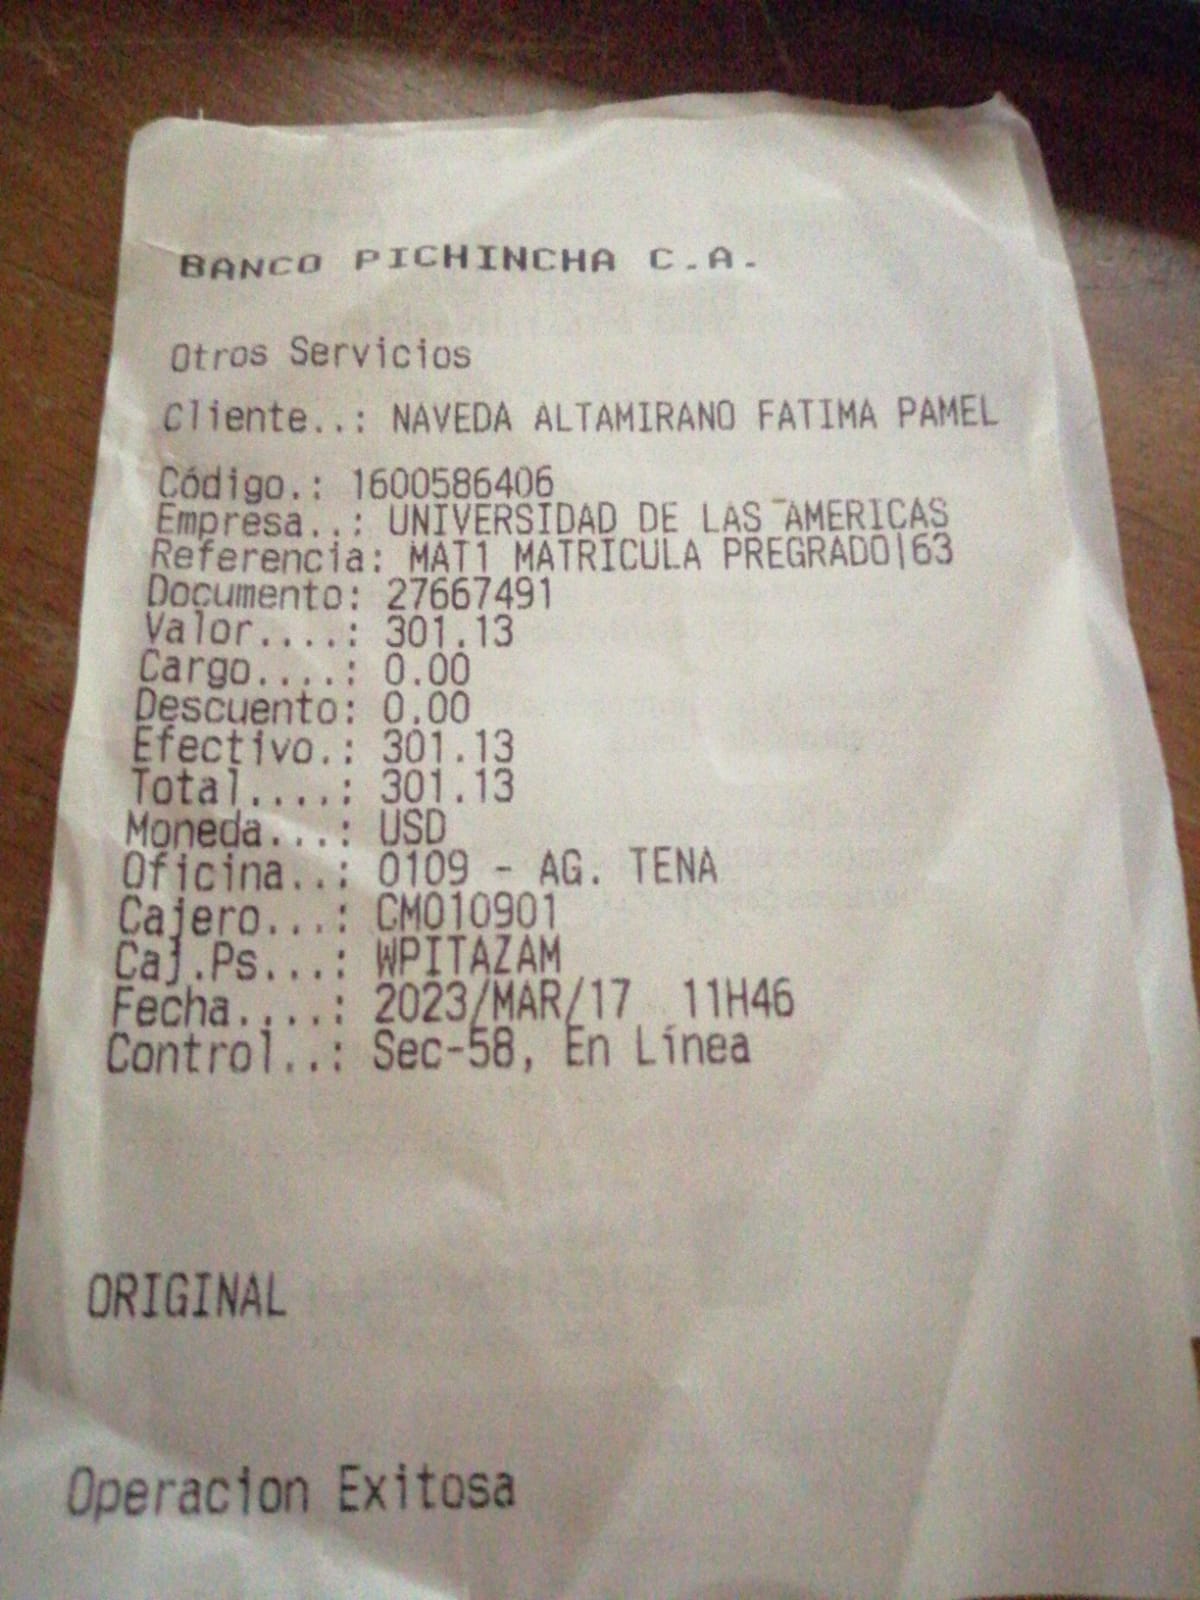 BANCO PICHINCHA C.A.
Otros Servicios
Cliente..: NAVEDA ALTAMIRANO FATIMA PAMEL
Código.: 1600586406
Empresa..: UNIVERSIDAD DE LAS AMERICAS
Referencia: MAT1 MATRICULA PREGRADO|63
Documento: 27667491
Valor....: 301.13
Cargo....: 0.00
Descuento: 0.00
Efectivo.: 301.13
Total....: 301.13
Moneda...: USD
Oficina..: 0109 - AG. TENA
Cajero...: CM010901
Caj.Ps...: WPITAZAM
Fecha....: 2023/MAR/17 11H46
Control..: Sec-58, En Línea
ORIGINAL
Operacion Exitosa